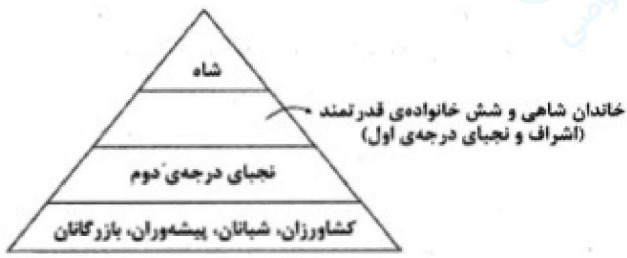 شاه
خاندان شاهی و شش خانواده‌ی قدرتمند
(اشراف و نجبای درجه‌ی اول)
نجبای درجه‌ی دوم
کشاورزان، شبانان، پیشه‌وران، بازرگانان